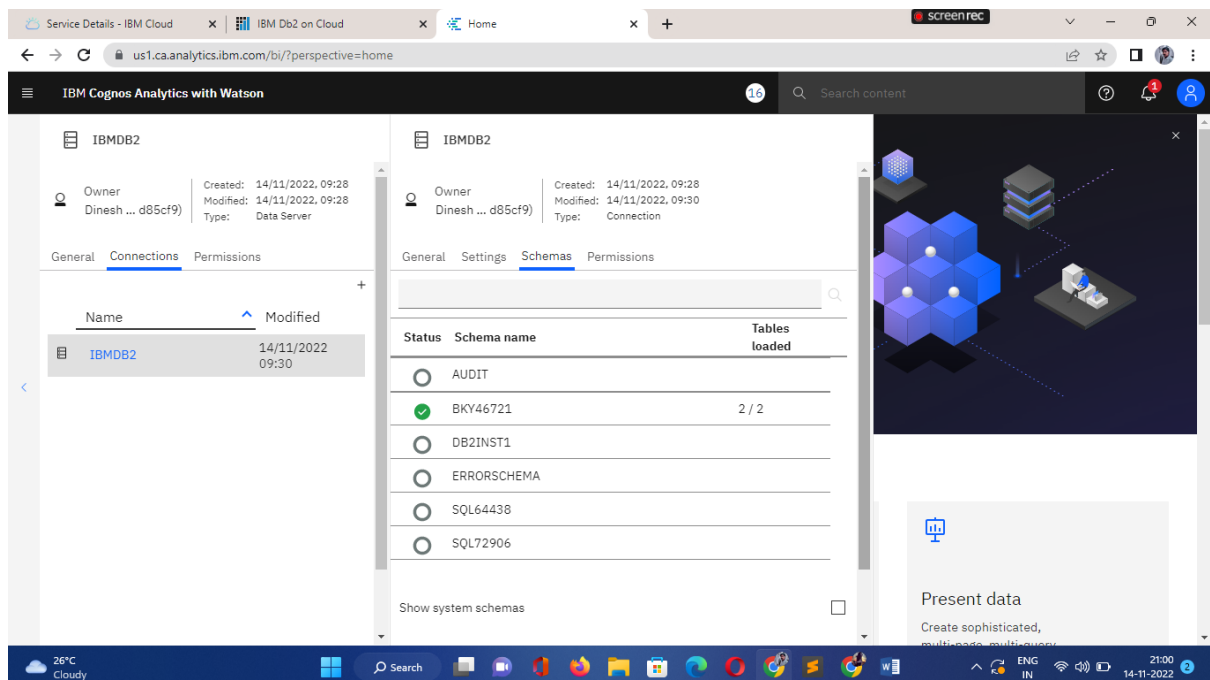 Service Details - IBM Cloud
IBM Db2 on Cloud
Home
screenrec
us1.ca.analytics.ibm.com/bi/?perspective=home
IBM Cognos Analytics with Watson
16
Search content
1
IBMDB2
Owner
Dinesh ... d85cf9)
Created: 14/11/2022, 09:28
Modified: 14/11/2022, 09:28
Type: Data Server
General Connections Permissions
+
Name Modified
IBMDB2 14/11/2022
09:30
IBMDB2
Owner
Dinesh ... d85cf9)
Created: 14/11/2022, 09:28
Modified: 14/11/2022, 09:30
Type: Connection
General Settings Schemas Permissions
Status Schema name Tables
loaded
AUDIT
BKY46721 2 / 2
DB2INST1
ERRORSCHEMA
SQL64438
SQL72906
Show system schemas
Present data
Create sophisticated,
multi-page, multi-query
26°C
Cloudy
Search
ENG
IN
21:00
14-11-2022
2